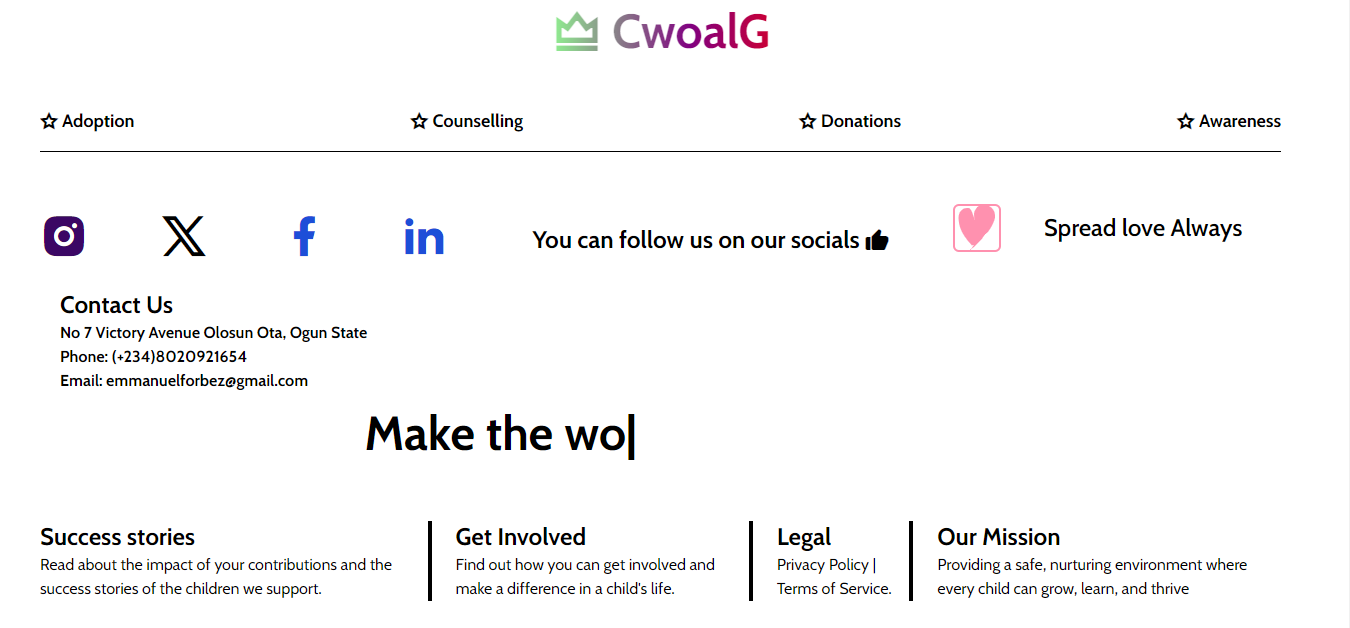 CwoalG
Adoption
Counselling
Donations
Awareness
You can follow us on our socials
Spread love Always
Contact Us
No 7 Victory Avenue Olosun Ota, Ogun State
Phone: (+234)8020921654
Email: emmanuelforbez@gmail.com
Make the wo|
Success stories
Read about the impact of your contributions and the
success stories of the children we support.
Get Involved
Find out how you can get involved and
make a difference in a child's life.
Legal
Privacy Policy |
Terms of Service.
Our Mission
Providing a safe, nurturing environment where
every child can grow, learn, and thrive